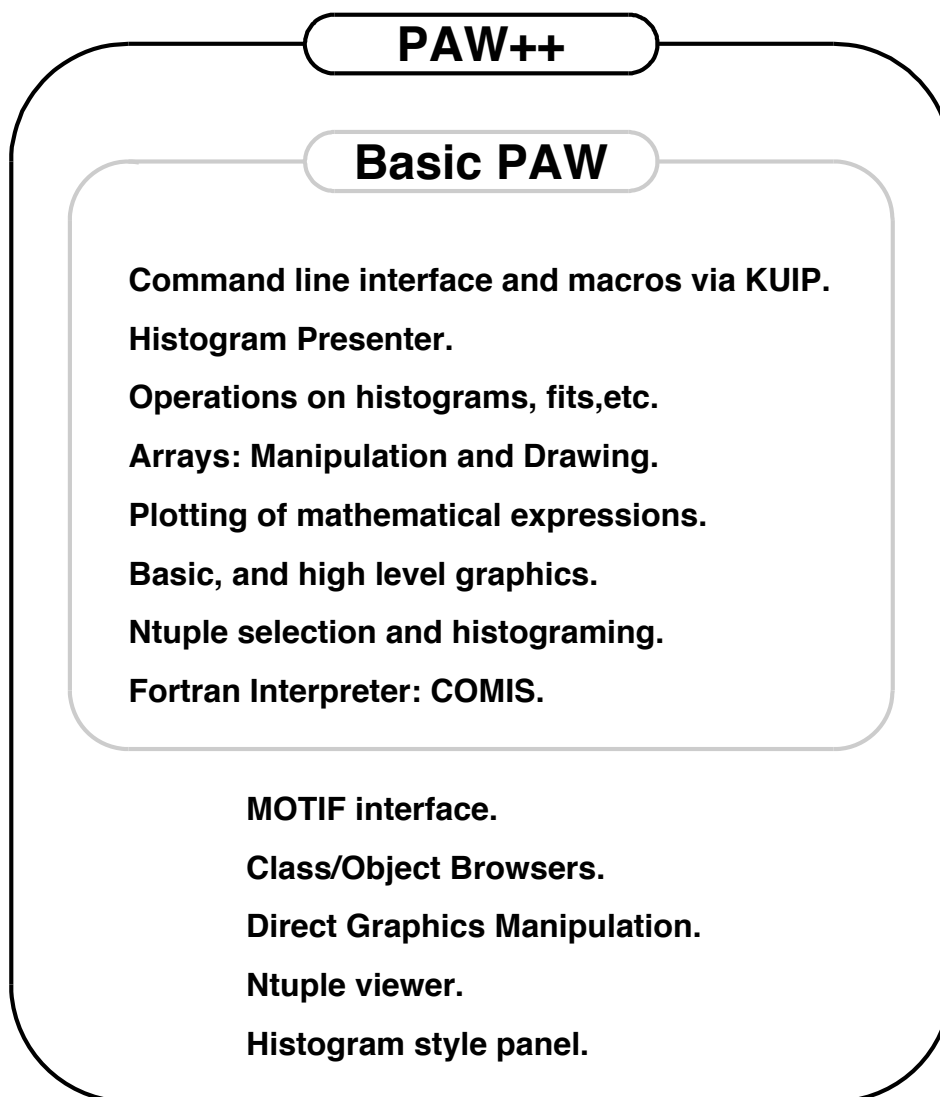 PAW++
Basic PAW
Command line interface and macros via KUIP.
Histogram Presenter.
Operations on histograms, fits,etc.
Arrays: Manipulation and Drawing.
Plotting of mathematical expressions.
Basic, and high level graphics.
Ntuple selection and histograming.
Fortran Interpreter: COMIS.
MOTIF interface.
Class/Object Browsers.
Direct Graphics Manipulation.
Ntuple viewer.
Histogram style panel.